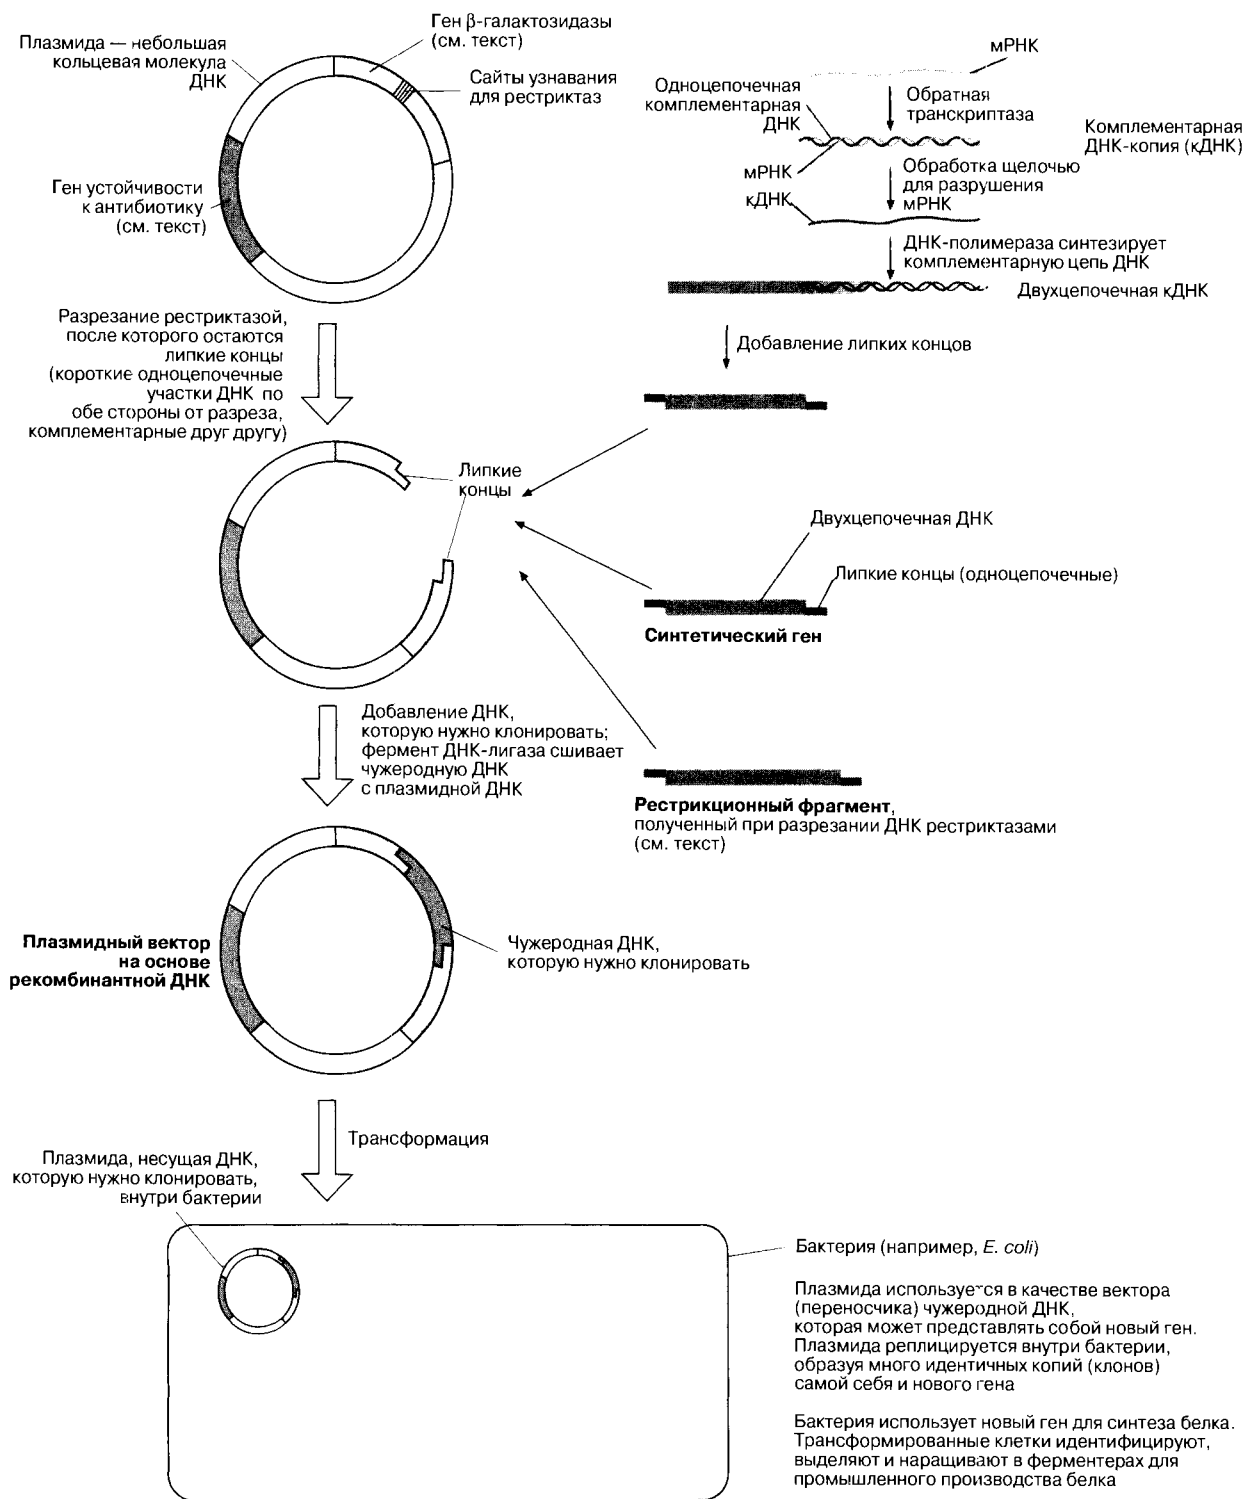 Плазмида — небольшая
кольцевая молекула
ДНК
Ген β-галактозидазы
(см. текст)
Сайты узнавания
для рестриктаз
Ген устойчивости
к антибиотику
(см. текст)
мРНК
Одноцепочечная
комплементарная
ДНК
Обратная
транскриптаза
Комплементарная
ДНК-копия (кДНК)
мРНК
Обработка щелочью
для разрушения
мРНК
кДНК
ДНК-полимераза синтезирует
комплементарную цепь ДНК
Двухцепочечная кДНК
Добавление липких концов
Разрезание рестриктазой,
после которого остаются
липкие концы
(короткие одноцепочечные
участки ДНК по
обе стороны от разреза,
комплементарные друг другу)
Липкие
концы
Двухцепочечная ДНК
Липкие концы (одноцепочечные)
Синтетический ген
Добавление ДНК,
которую нужно клонировать;
фермент ДНК-лигаза сшивает
чужеродную ДНК
с плазмидной ДНК
Рестрикционный фрагмент,
полученный при разрезании ДНК рестриктазами
(см. текст)
Плазмидный вектор
на основе
рекомбинантной ДНК
Чужеродная ДНК,
которую нужно клонировать
Трансформация
Плазмида, несущая ДНК,
которую нужно клонировать,
внутри бактерии
Бактерия (например, E. coli)
Плазмида используется в качестве вектора
(переносчика) чужеродной ДНК,
которая может представлять собой новый ген.
Плазмида реплицируется внутри бактерии,
образуя много идентичных копий (клонов)
самой себя и нового гена
Бактерия использует новый ген для синтеза белка.
Трансформированные клетки идентифицируют,
выделяют и наращивают в ферментерах для
промышленного производства белка